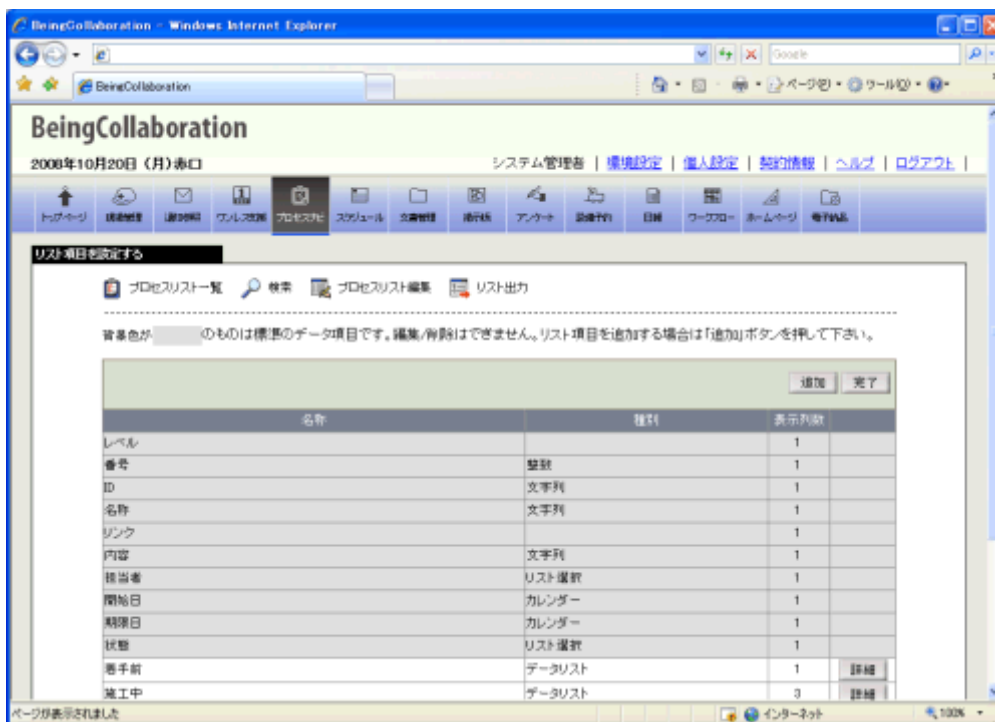 BeingCollaboration - Windows Internet Explorer
Google
BeingCollaboration
ページ(P) ツール(O)
BeingCollaboration
2008年10月20日 (月) 赤口
システム管理者 | 環境設定 | 個人設定 | 契約情報 | ヘルプ | ログアウト |
トップページ プロセスナビ スケジュール 文書管理 掲示板 アンケート 設備予約 日報 ワークフロー ホームページ 電子納品
リスト項目を設定する
プロセスリスト一覧 検索 プロセスリスト編集 リスト出力
背景色が のものは標準のデータ項目です。編集/削除はできません。リスト項目を追加する場合は「追加」ボタンを押して下さい。
追加 完了
名称 種別 表示列数
レベル 1
番号 整数 1
ID 文字列 1
名称 文字列 1
リンク 1
内容 文字列 1
担当者 リスト選択 1
開始日 カレンダー 1
期限日 カレンダー 1
状態 リスト選択 1
着手前 データリスト 1 詳細
施工中 データリスト 3 詳細
ページが表示されました
インターネット
100%